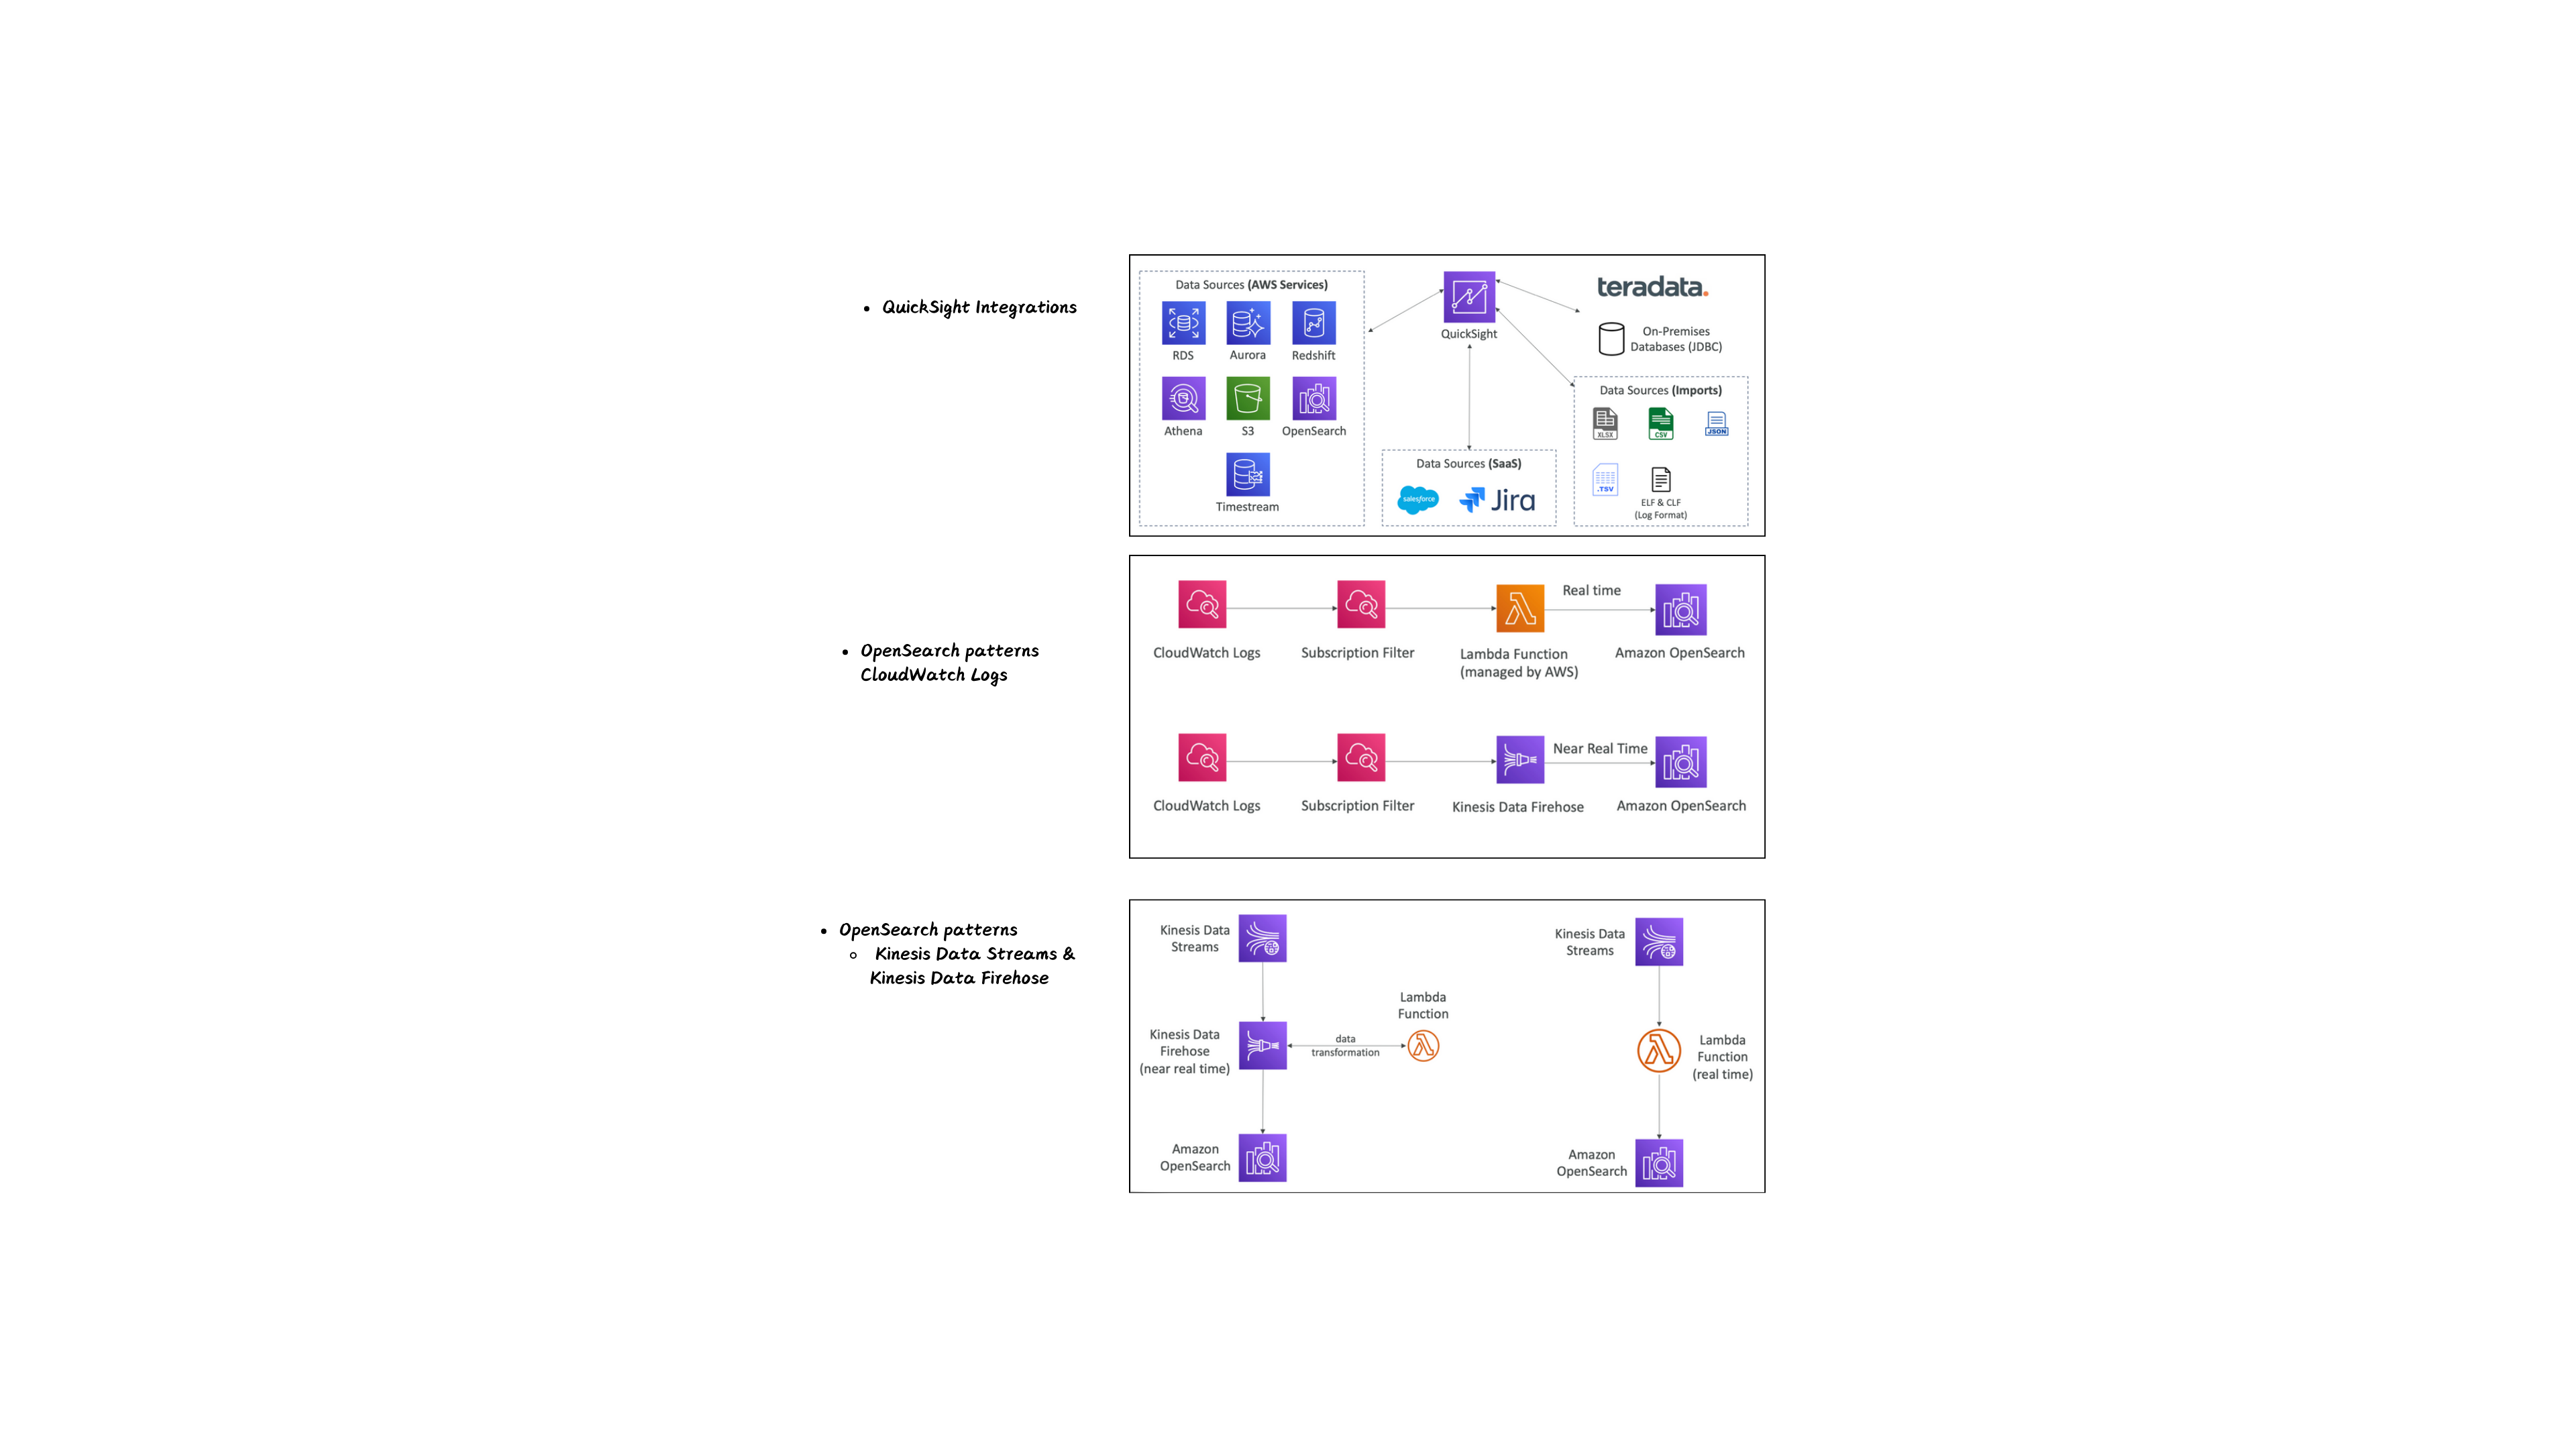 • QuickSight Integrations
Data Sources (AWS Services)
RDS
Aurora
Redshift
Athena
S3
OpenSearch
Timestream
QuickSight
teradata.
On-Premises
Databases (JDBC)
Data Sources (SaaS)
salesforce
Jira
Data Sources (Imports)
XLSX
CSV
JSON
.TSV
ELF & CLF
(Log Format)
• OpenSearch patterns
CloudWatch Logs
CloudWatch Logs
Subscription Filter
Lambda Function
(managed by AWS)
Real time
Amazon OpenSearch
CloudWatch Logs
Subscription Filter
Kinesis Data Firehose
Near Real Time
Amazon OpenSearch
• OpenSearch patterns
○ Kinesis Data Streams &
Kinesis Data Firehose
Kinesis Data
Streams
Kinesis Data
Firehose
(near real time)
data
transformation
Lambda
Function
Amazon
OpenSearch
Kinesis Data
Streams
Lambda
Function
(real time)
Amazon
OpenSearch